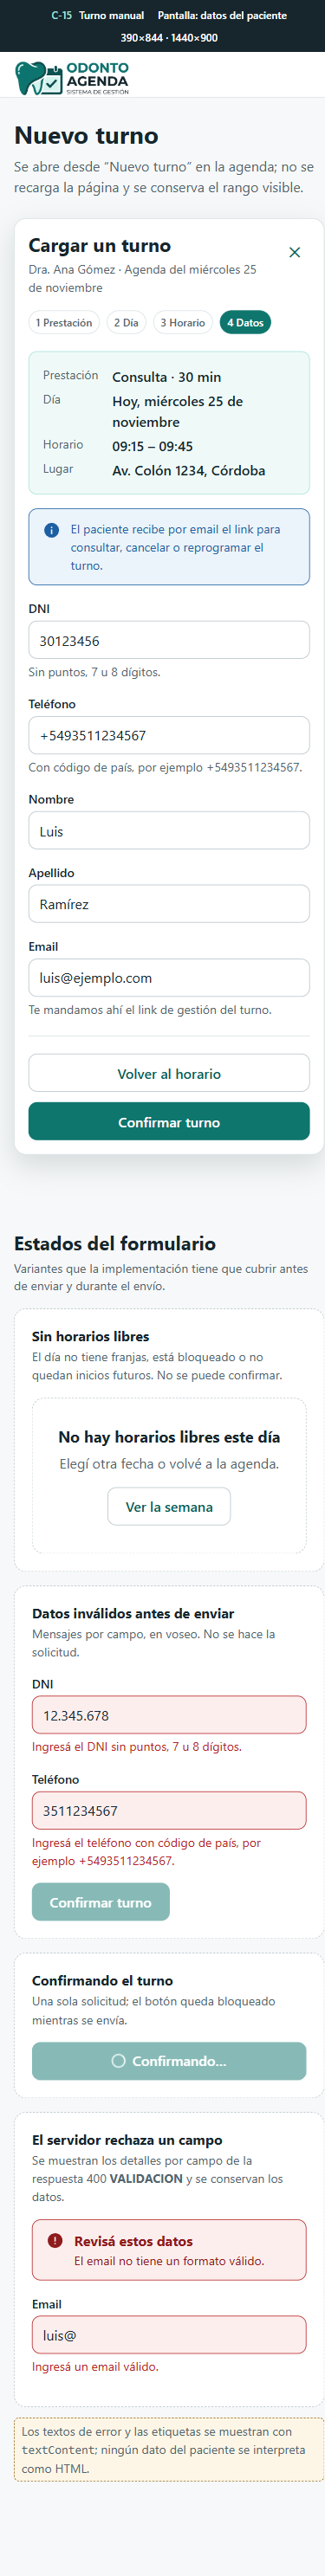 C-15 Turno manual Pantalla: datos del paciente
390×844 · 1440×900
ODONTO
AGENDA
SISTEMA DE GESTIÓN
Nuevo turno
Se abre desde “Nuevo turno” en la agenda; no se
recarga la página y se conserva el rango visible.
Cargar un turno
Dra. Ana Gómez · Agenda del miércoles 25
de noviembre
1 Prestación 2 Día 3 Horario 4 Datos
Prestación Consulta · 30 min
Día Hoy, miércoles 25 de
noviembre
Horario 09:15 – 09:45
Lugar Av. Colón 1234, Córdoba
El paciente recibe por email el link para
consultar, cancelar o reprogramar el
turno.
DNI
30123456
Sin puntos, 7 u 8 dígitos.
Teléfono
+5493511234567
Con código de país, por ejemplo +5493511234567.
Nombre
Luis
Apellido
Ramírez
Email
luis@ejemplo.com
Te mandamos ahí el link de gestión del turno.
Volver al horario
Confirmar turno
Estados del formulario
Variantes que la implementación tiene que cubrir antes
de enviar y durante el envío.
Sin horarios libres
El día no tiene franjas, está bloqueado o no
quedan inicios futuros. No se puede confirmar.
No hay horarios libres este día
Elegí otra fecha o volvé a la agenda.
Ver la semana
Datos inválidos antes de enviar
Mensajes por campo, en voseo. No se hace la
solicitud.
DNI
12.345.678
Ingresá el DNI sin puntos, 7 u 8 dígitos.
Teléfono
3511234567
Ingresá el teléfono con código de país, por
ejemplo +5493511234567.
Confirmar turno
Confirmando el turno
Una sola solicitud; el botón queda bloqueado
mientras se envía.
Confirmando…
El servidor rechaza un campo
Se muestran los detalles por campo de la
respuesta 400 VALIDACION y se conservan los
datos.
Revisá estos datos
El email no tiene un formato válido.
Email
luis@
Ingresá un email válido.
Los textos de error y las etiquetas se muestran con
textContent; ningún dato del paciente se interpreta
como HTML.